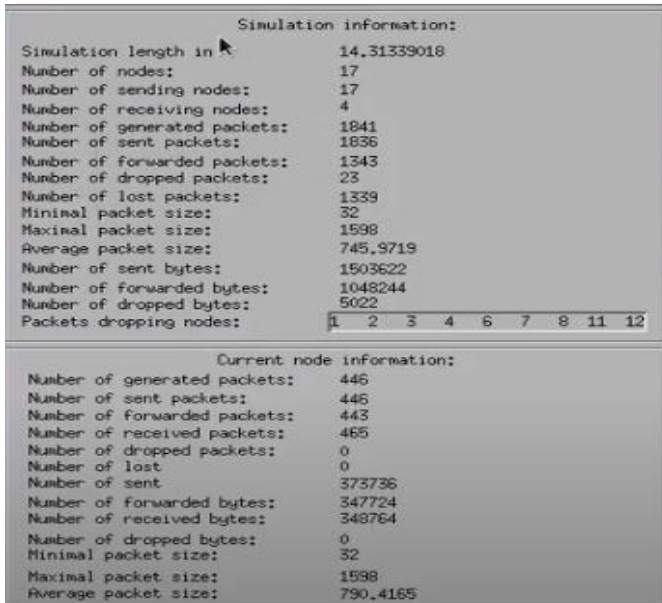 Simulation information:
Simulation length in
14.31339018
Number of nodes: 17
Number of sending nodes: 17
Number of receiving nodes: 4
Number of generated packets: 1841
Number of sent packets: 1836
Number of forwarded packets: 1343
Number of dropped packets: 23
Number of lost packets: 1339
Minimal packet size: 32
Maximal packet size: 1598
Average packet size: 745.9719
Number of sent bytes: 1503622
Number of forwarded bytes: 1048244
Number of dropped bytes: 5022
Packets dropping nodes: 1 2 3 4 6 7 8 11 12
Current node information:
Number of generated packets: 446
Number of sent packets: 446
Number of forwarded packets: 443
Number of received packets: 465
Number of dropped packets: 0
Number of lost 0
Number of sent 373736
Number of forwarded bytes: 347724
Number of received bytes: 348764
Number of dropped bytes: 0
Minimal packet size: 32
Maximal packet size: 1598
Average packet size: 790.4165